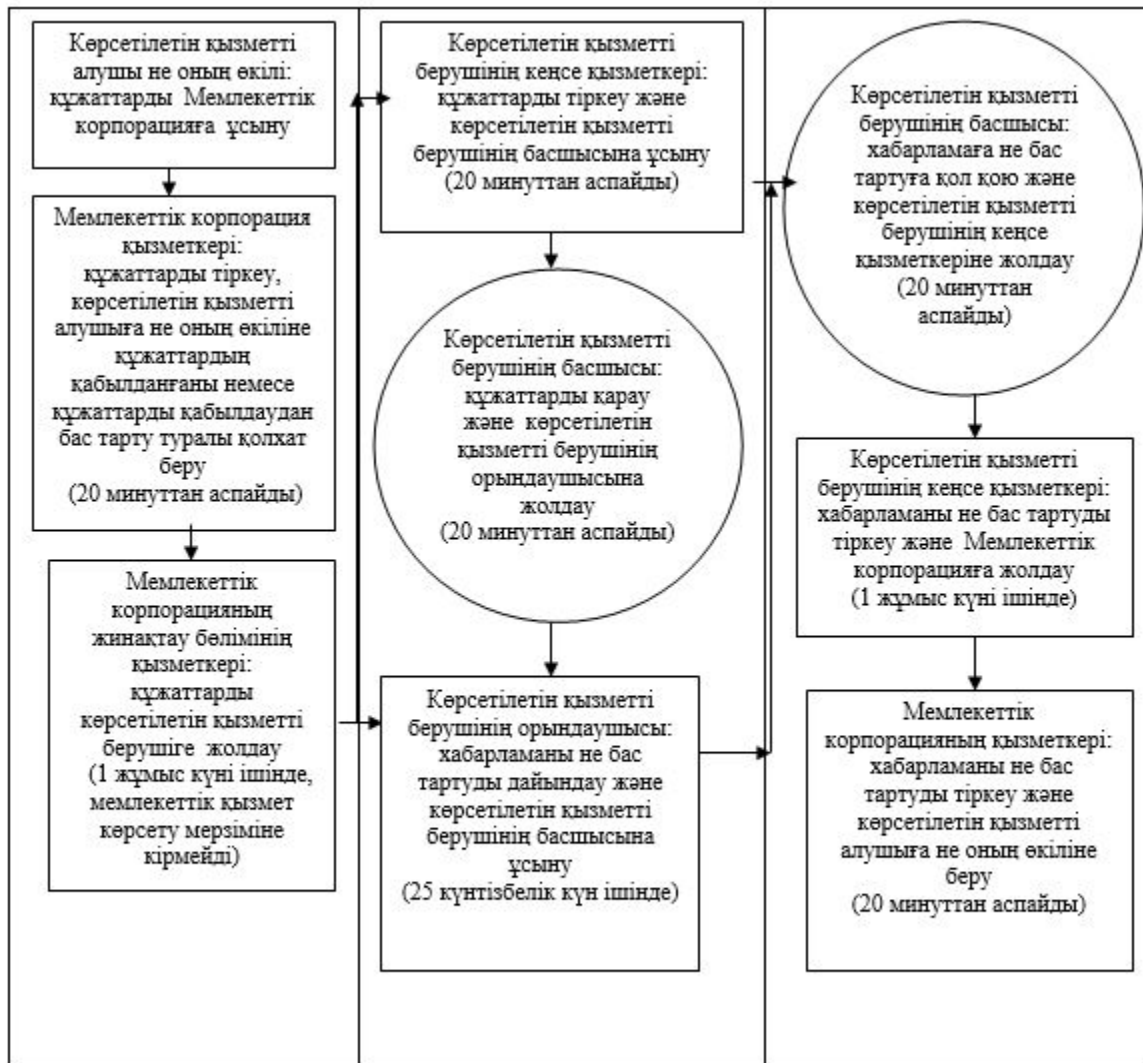 Көрсетілетін қызметті
алушы не оның өкілі:
құжаттарды Мемлекеттік
корпорацияға ұсыну
Мемлекеттік корпорация
қызметкері:
құжаттарды тіркеу,
көрсетілетін қызметті
алушыға не оның өкіліне
құжаттардың
қабылданғаны немесе
құжаттарды қабылдаудан
бас тарту туралы қолхат
беру
(20 минуттан аспайды)
Мемлекеттік
корпорацияның
жинақтау бөлімінің
қызметкері:
құжаттарды
көрсетілетін қызметті
берушіге жолдау
(1 жұмыс күні ішінде,
мемлекеттік қызмет
көрсету мерзіміне
кірмейді)
Көрсетілетін қызметті
берушінің кеңсе қызметкері:
құжаттарды тіркеу және
көрсетілетін қызметті
берушінің басшысына ұсыну
(20 минуттан аспайды)
Көрсетілетін қызметті
берушінің басшысы:
құжаттарды қарау
және көрсетілетін
қызметті берушінің
орындаушысына
жолдау
(20 минуттан аспайды)
Көрсетілетін қызметті
берушінің орындаушысы:
хабарламаны не бас
тартуды дайындау және
көрсетілетін қызметті
берушінің басшысына
ұсыну
(25 күнтізбелік күн ішінде)
Көрсетілетін қызметті
берушінің басшысы:
хабарламаға не бас
тартуға қол қою және
көрсетілетін қызметті
берушінің кеңсе
қызметкеріне жолдау
(20 минуттан
аспайды)
Көрсетілетін қызметті
берушінің кеңсе қызметкері:
хабарламаны не бас тартуды
тіркеу және Мемлекеттік
корпорацияға жолдау
(1 жұмыс күні ішінде)
Мемлекеттік
корпорацияның қызметкері:
хабарламаны не бас
тартуды тіркеу және
көрсетілетін қызметті
алушыға не оның өкіліне
беру
(20 минуттан аспайды)